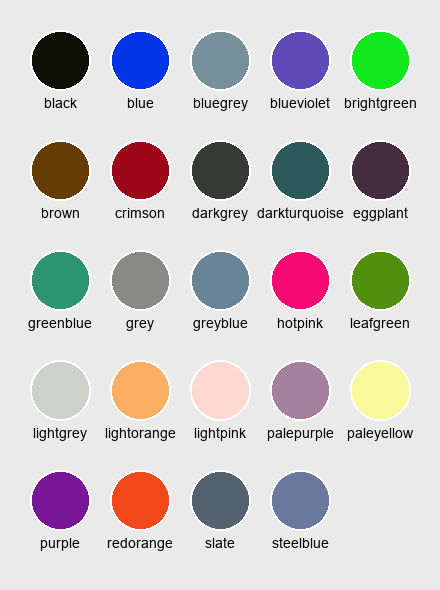 black blue bluegrey blueviolet brightgreen
brown crimson darkgrey darkturquoise eggplant
greenblue grey greyblue hotpink leafgreen
lightgrey lightorange lightpink palepurple paleyellow
purple redorange slate steelblue